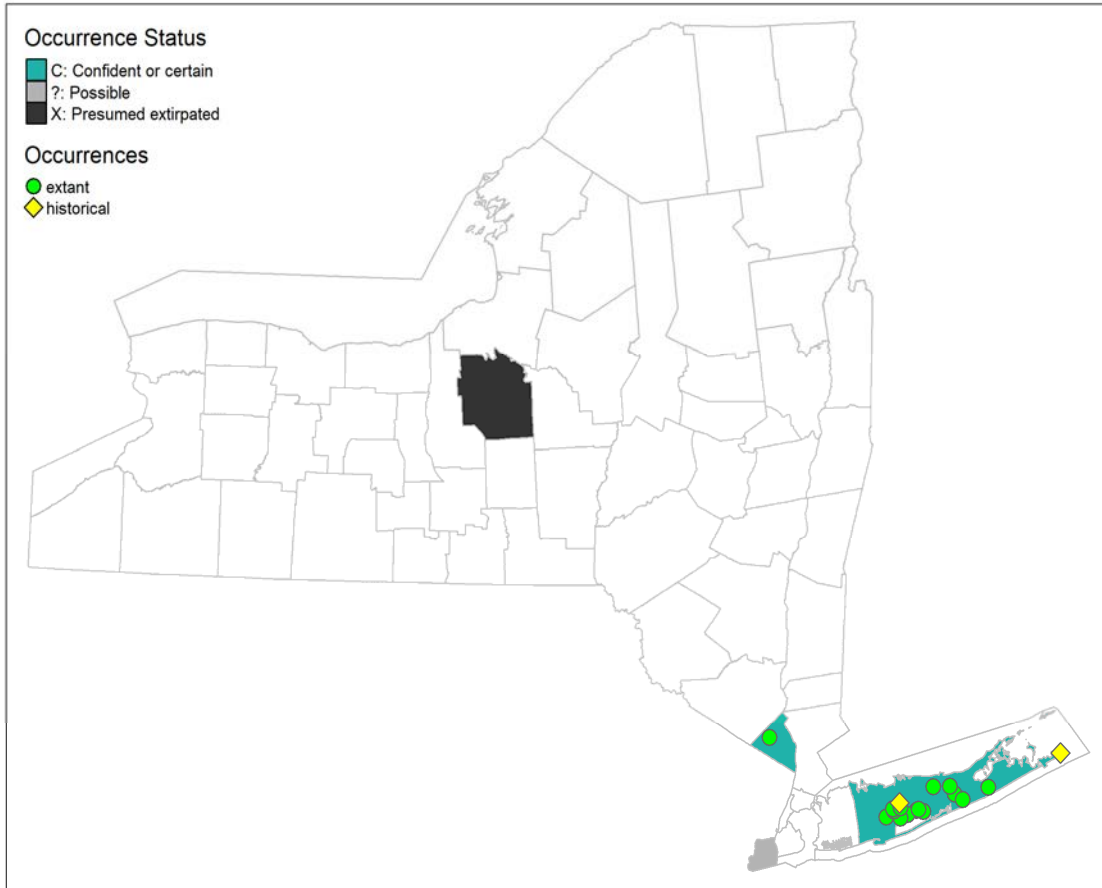 Occurrence Status
C: Confident or certain
?: Possible
X: Presumed extirpated
Occurrences
extant
historical